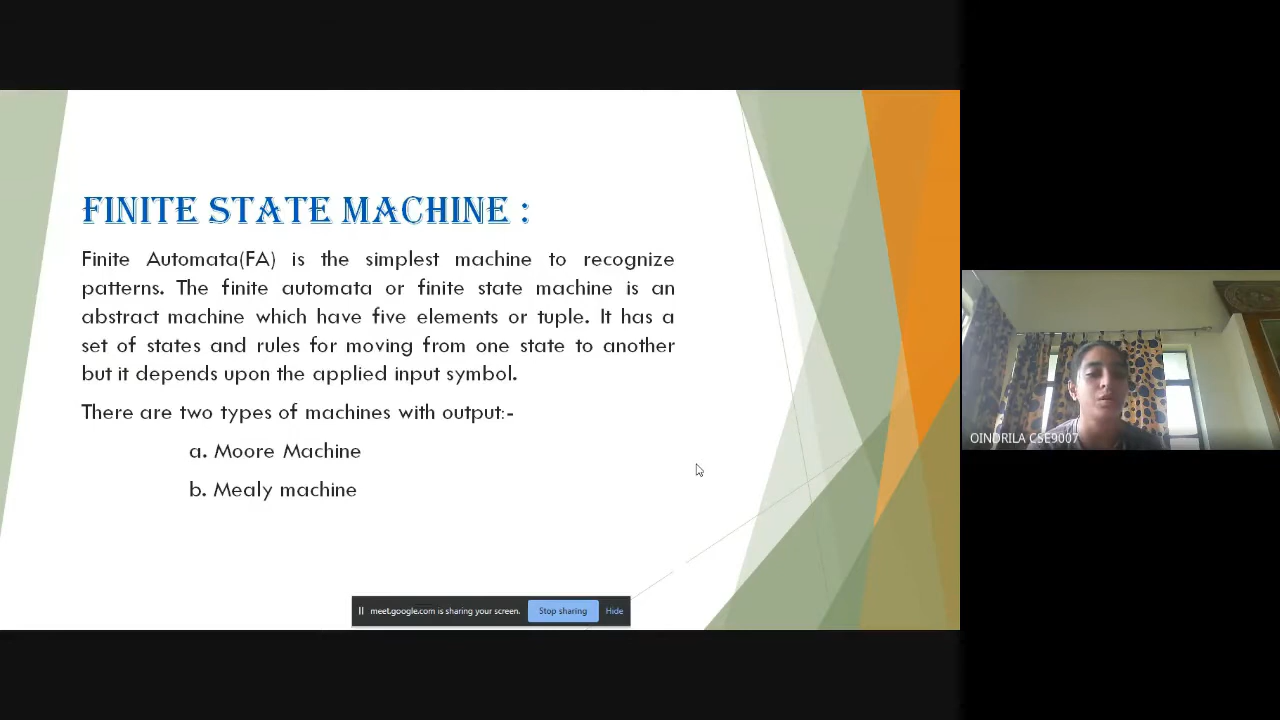 FINITE STATE MACHINE :
Finite Automata(FA) is the simplest machine to recognize
patterns. The finite automata or finite state machine is an
abstract machine which have five elements or tuple. It has a
set of states and rules for moving from one state to another
but it depends upon the applied input symbol.
There are two types of machines with output:-
a. Moore Machine
b. Mealy machine
meet.google.com is sharing your screen. Stop sharing Hide
OINDRILA CSE9007